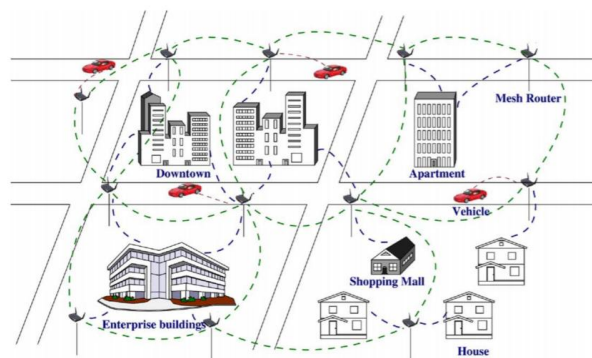 Mesh Router
Downtown
Apartment
Vehicle
Shopping Mall
Enterprise buildings
House